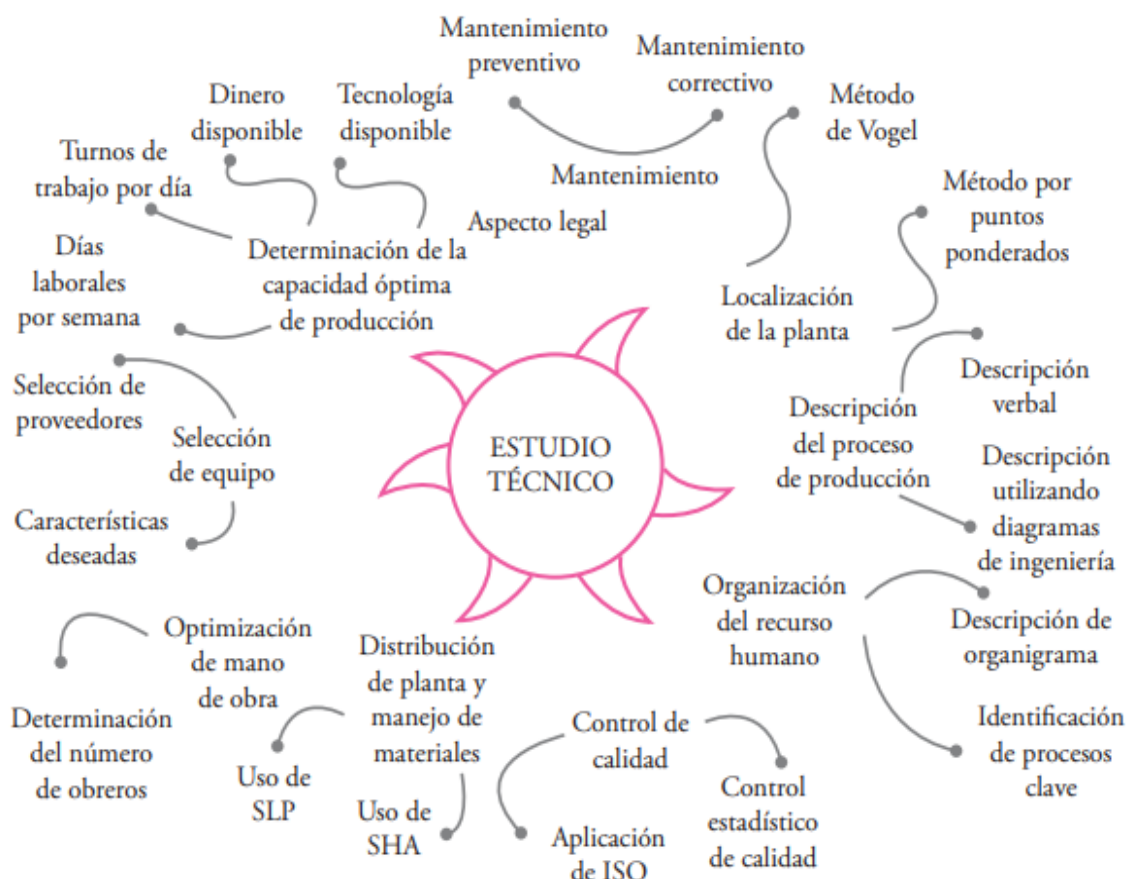 Mantenimiento
preventivo
Mantenimiento
correctivo
Método
de Vogel
Dinero
disponible
Tecnología
disponible
Turnos de
trabajo por día
Mantenimiento
Aspecto legal
Método por
puntos
ponderados
Días
laborales
por semana
Determinación de la
capacidad óptima
de producción
Localización
de la planta
Selección de
proveedores
Selección
de equipo
Características
deseadas
ESTUDIO
TÉCNICO
Descripción
del proceso
de producción
Descripción
verbal
Descripción
utilizando
diagramas
de ingeniería
Organización
del recurso
humano
Descripción de
organigrama
Identificación
de procesos
clave
Optimización
de mano
de obra
Determinación
del número
de obreros
Distribución
de planta y
manejo de
materiales
Uso de
SLP
Uso de
SHA
Control de
calidad
Aplicación
de ISO
Control
estadístico
de calidad